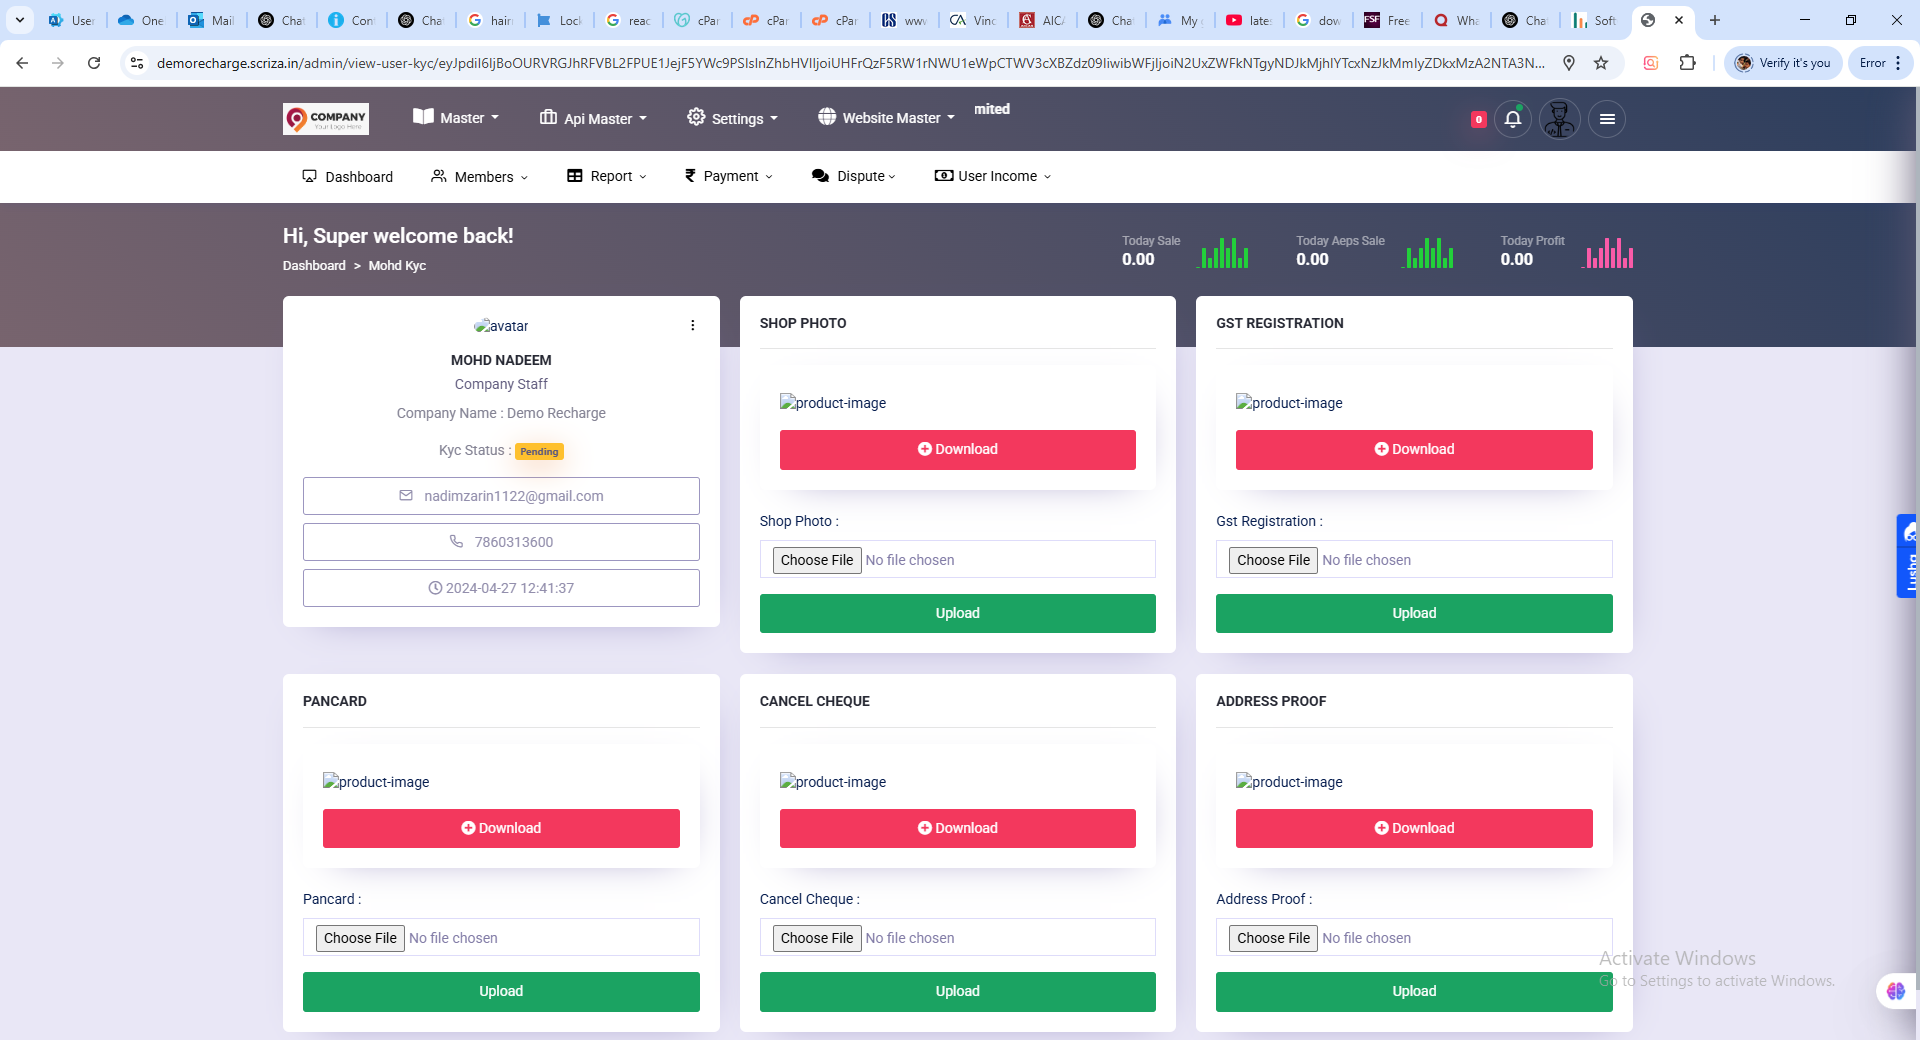 User
One
Mail
Chat
Con
Cha
hair
Lock
reac
cPar
cPar
cPar
www
Vinc
AICA
Cha
My
late
dow
Free
Wha
Cha
Soft
demorecharge.scriza.in/admin/view-user-kyc/
Verify it's you
Error
COMPANY
Your Logo Here
Master
Api Master
Settings
Website Master
mited
0
Dashboard
Members
Report
Payment
Dispute
User Income
Hi, Super welcome back!
Dashboard > Mohd Kyc
Today Sale
0.00
Today Aeps Sale
0.00
Today Profit
0.00
avatar
MOHD NADEEM
Company Staff
Company Name : Demo Recharge
Kyc Status : Pending
nadimzarin1122@gmail.com
7860313600
2024-04-27 12:41:37
SHOP PHOTO
product-image
Download
Shop Photo :
Choose File No file chosen
Upload
GST REGISTRATION
product-image
Download
Gst Registration :
Choose File No file chosen
Upload
PANCARD
product-image
Download
Pancard :
Choose File No file chosen
Upload
CANCEL CHEQUE
product-image
Download
Cancel Cheque :
Choose File No file chosen
Upload
ADDRESS PROOF
product-image
Download
Address Proof :
Choose File No file chosen
Upload
Activate Windows
Go to Settings to activate Windows.